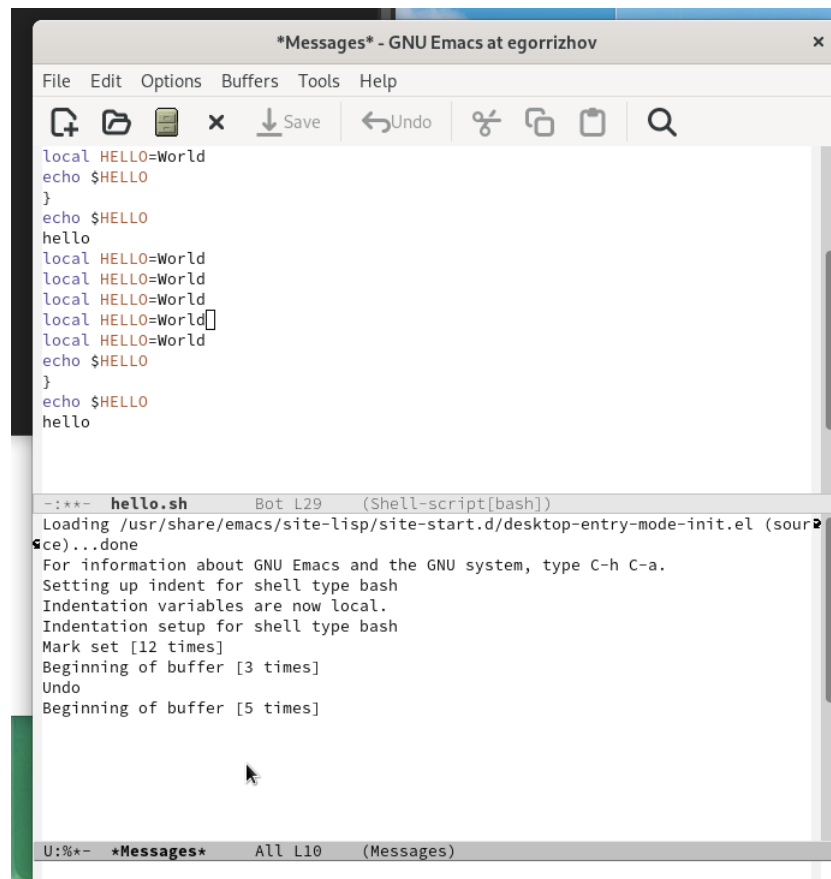 *Messages* - GNU Emacs at egorrizhov ×
File Edit Options Buffers Tools Help
Save Undo
local HELLO=World
echo $HELLO
}
echo $HELLO
hello
local HELLO=World
local HELLO=World
local HELLO=World
local HELLO=World
local HELLO=World
echo $HELLO
}
echo $HELLO
hello
-:**- hello.sh Bot L29 (Shell-script[bash])
Loading /usr/share/emacs/site-lisp/site-start.d/desktop-entry-mode-init.el (sour
ce)...done
For information about GNU Emacs and the GNU system, type C-h C-a.
Setting up indent for shell type bash
Indentation variables are now local.
Indentation setup for shell type bash
Mark set [12 times]
Beginning of buffer [3 times]
Undo
Beginning of buffer [5 times]
U:%*- *Messages* All L10 (Messages)